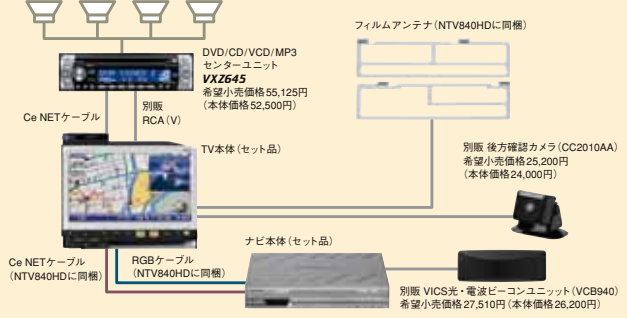 フィルムアンテナ（NTV840HDに同梱）
DVD/CD/VCD/MP3
センターユニット
VXZ645
希望小売価格55,125円
（本体価格52,500円）
Ce NETケーブル
別販
RCA（V）
TV本体（セット品）
別販 後方確認カメラ（CC2010AA）
希望小売価格25,200円
（本体価格24,000円）
ナビ本体（セット品）
Ce NETケーブル
（NTV840HDに同梱）
RGBケーブル
（NTV840HDに同梱）
別販 VICS光・電波ビーコンユニット（VCB940）
希望小売価格27,510円（本体価格26,200円）